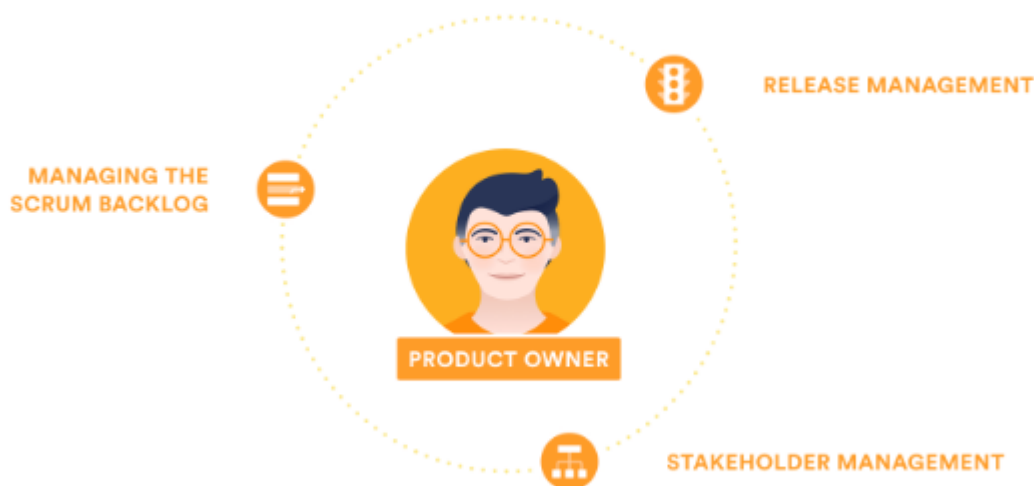 RELEASE MANAGEMENT
MANAGING THE
SCRUM BACKLOG
PRODUCT OWNER
STAKEHOLDER MANAGEMENT